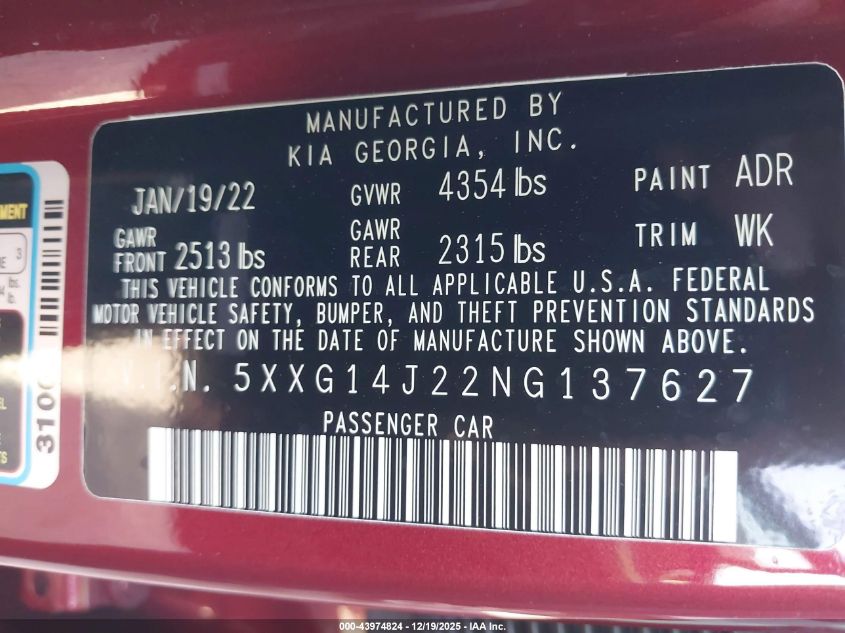 MANUFACTURED BY
KIA GEORGIA, INC.
JAN/19/22 GVWR 4354 lbs PAINT ADR
GAWR FRONT 2513 lbs GAWR REAR 2315 lbs TRIM WK
THIS VEHICLE CONFORMS TO ALL APPLICABLE U.S.A. FEDERAL
MOTOR VEHICLE SAFETY, BUMPER, AND THEFT PREVENTION STANDARDS
IN EFFECT ON THE DATE OF MANUFACTURE SHOWN ABOVE.
V.I.N. 5XXG14J22NG137627
PASSENGER CAR
3100
000-43974824 - 12/19/2025 - IAA Inc.